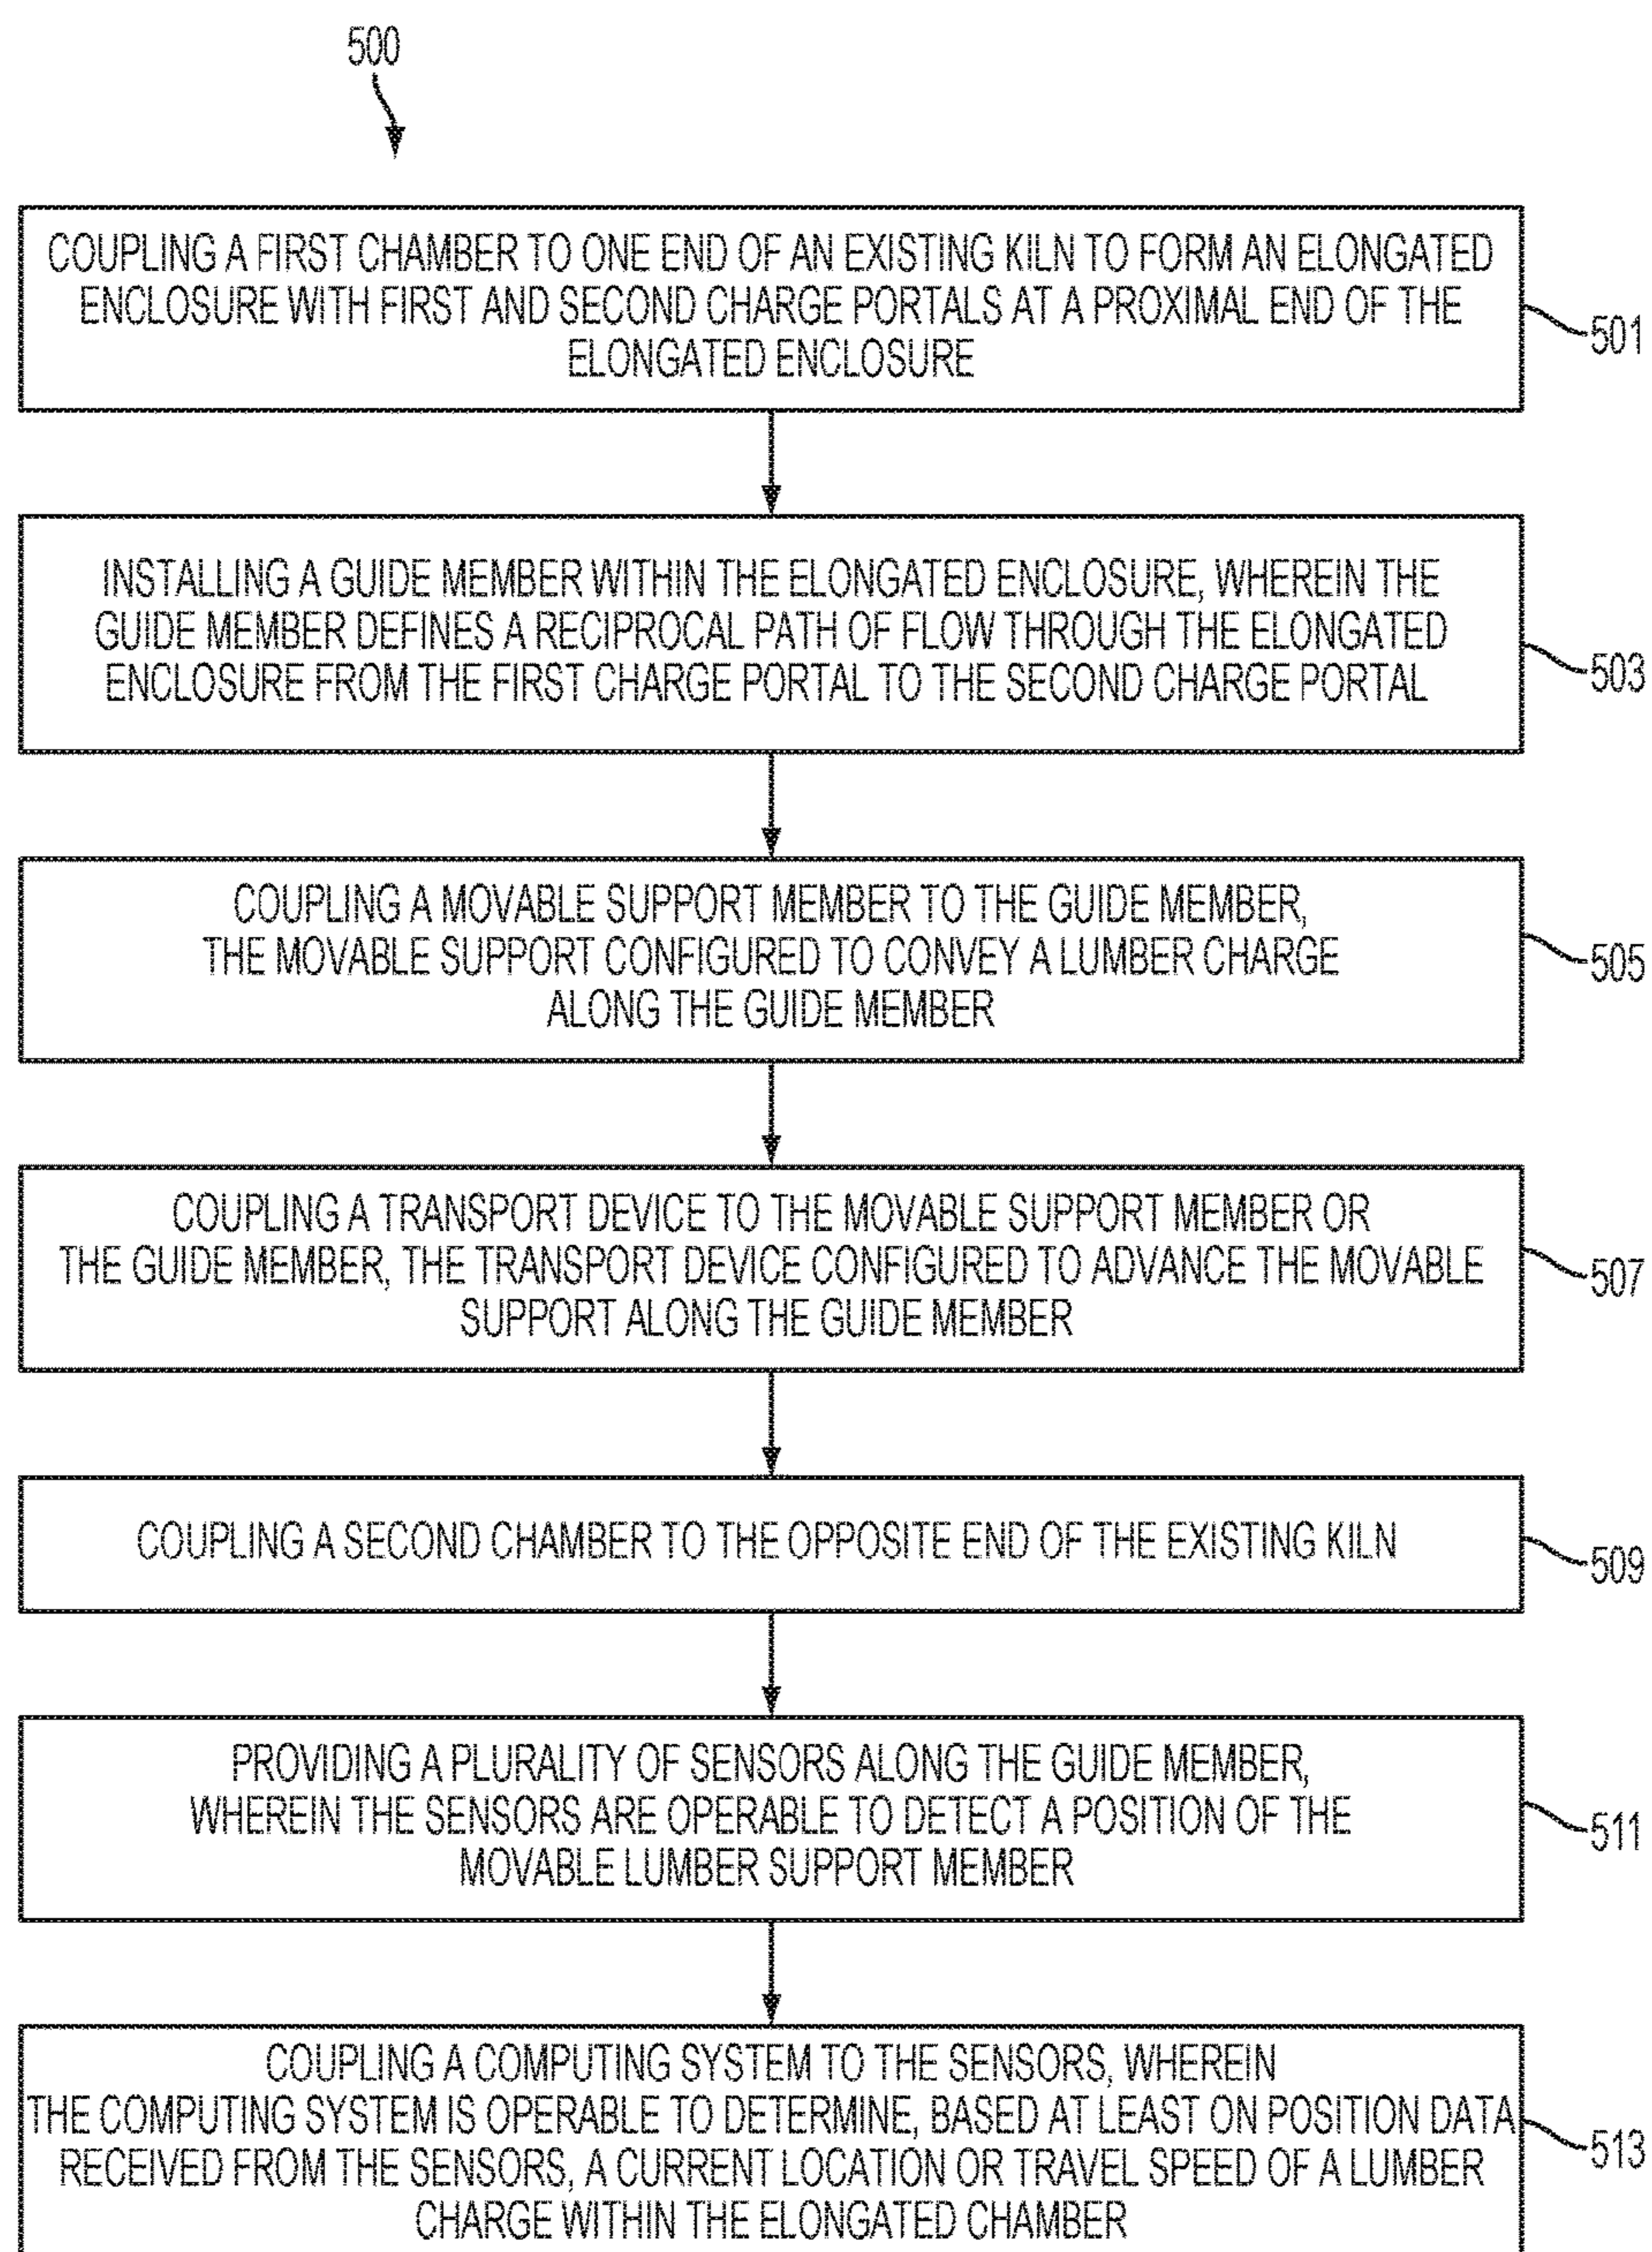 500
COUPLING A FIRST CHAMBER TO ONE END OF AN EXISTING KILN TO FORM AN ELONGATED
ENCLOSURE WITH FIRST AND SECOND CHARGE PORTALS AT A PROXIMAL END OF THE
ELONGATED ENCLOSURE
501
INSTALLING A GUIDE MEMBER WITHIN THE ELONGATED ENCLOSURE, WHEREIN THE
GUIDE MEMBER DEFINES A RECIPROCAL PATH OF FLOW THROUGH THE ELONGATED
ENCLOSURE FROM THE FIRST CHARGE PORTAL TO THE SECOND CHARGE PORTAL
503
COUPLING A MOVABLE SUPPORT MEMBER TO THE GUIDE MEMBER,
THE MOVABLE SUPPORT CONFIGURED TO CONVEY A LUMBER CHARGE
ALONG THE GUIDE MEMBER
505
COUPLING A TRANSPORT DEVICE TO THE MOVABLE SUPPORT MEMBER OR
THE GUIDE MEMBER, THE TRANSPORT DEVICE CONFIGURED TO ADVANCE THE MOVABLE
SUPPORT ALONG THE GUIDE MEMBER
507
COUPLING A SECOND CHAMBER TO THE OPPOSITE END OF THE EXISTING KILN
509
PROVIDING A PLURALITY OF SENSORS ALONG THE GUIDE MEMBER,
WHEREIN THE SENSORS ARE OPERABLE TO DETECT A POSITION OF THE
MOVABLE LUMBER SUPPORT MEMBER
511
COUPLING A COMPUTING SYSTEM TO THE SENSORS, WHEREIN
THE COMPUTING SYSTEM IS OPERABLE TO DETERMINE, BASED AT LEAST ON POSITION DATA
RECEIVED FROM THE SENSORS, A CURRENT LOCATION OR TRAVEL SPEED OF A LUMBER
CHARGE WITHIN THE ELONGATED CHAMBER
513